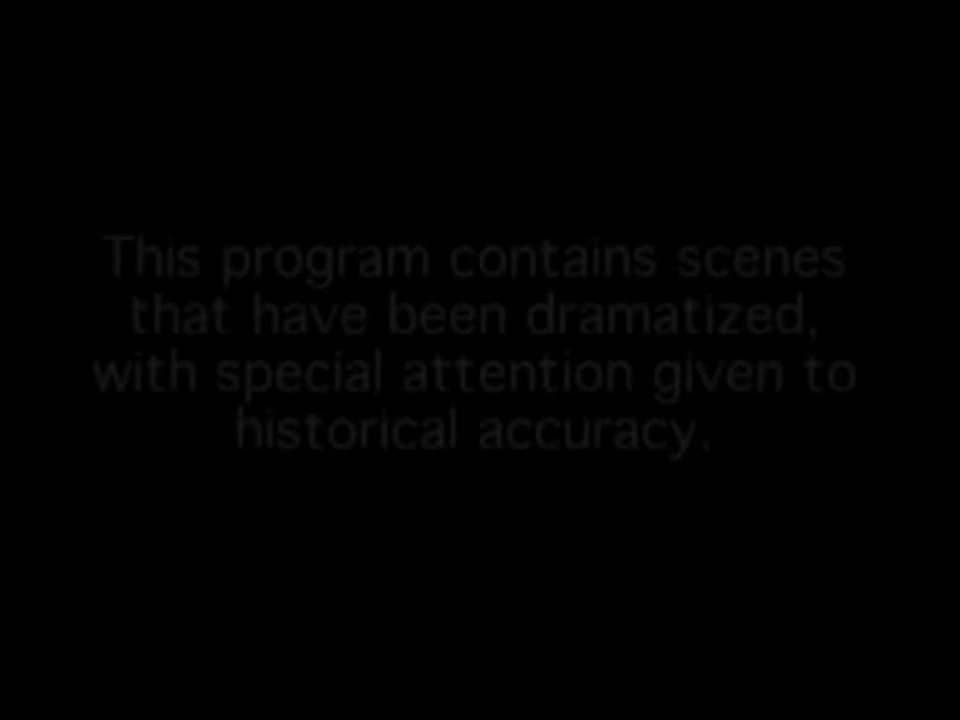 This program contains scenes
that have been dramatized,
with special attention given to
historical accuracy.